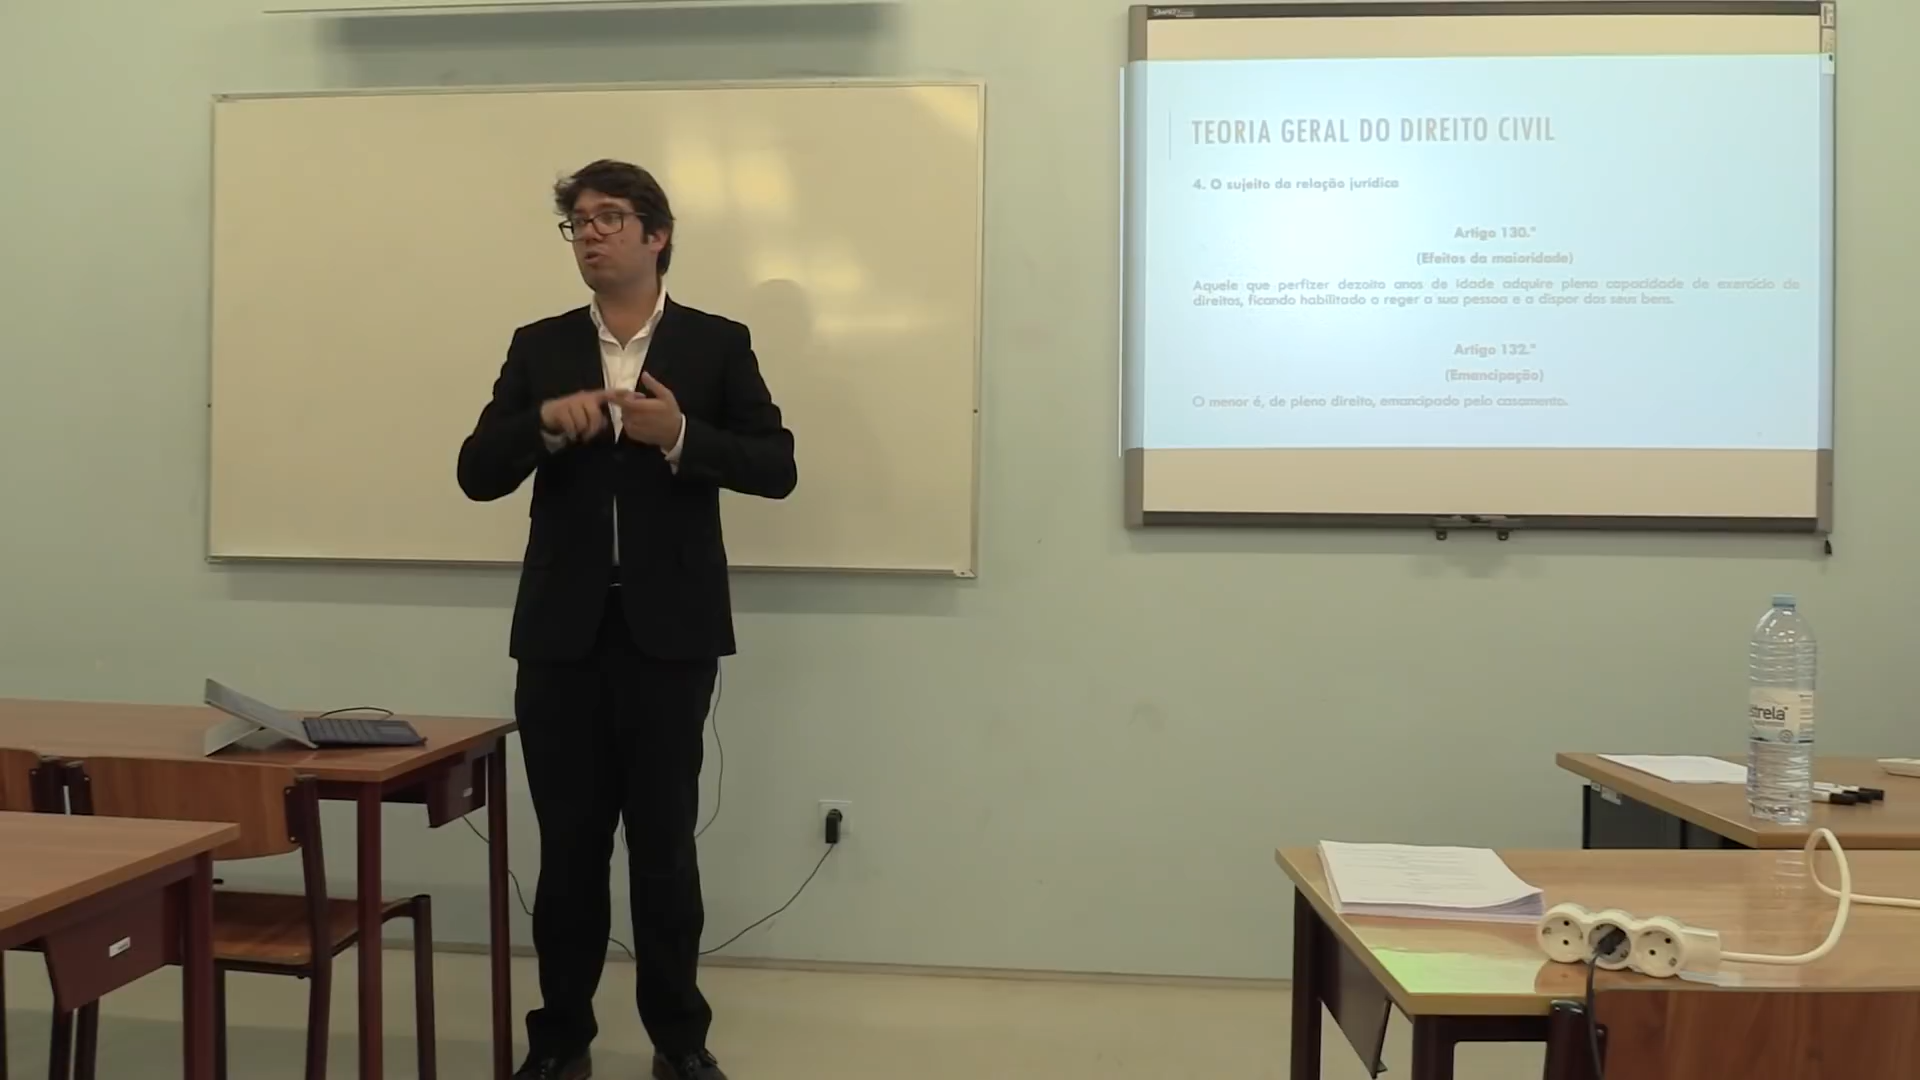 TEORIA GERAL DO DIREITO CIVIL
4. O sujeito da relação jurídica
Artigo 130.º
(Efeitos da maioridade)
Aquele que perfizer dezoito anos de idade adquire plena capacidade de exercício de
direitos, ficando habilitado a reger a sua pessoa e a dispor dos seus bens.
Artigo 132.º
(Emancipação)
O menor é, de pleno direito, emancipado pelo casamento.
strela